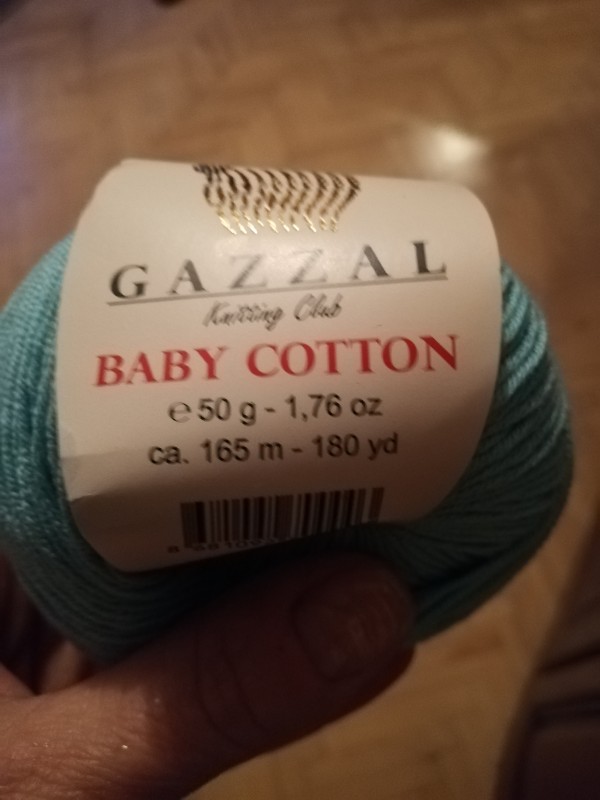 GAZZAL
Knitting Club
BABY COTTON
℮ 50 g - 1,76 oz
ca. 165 m - 180 yd